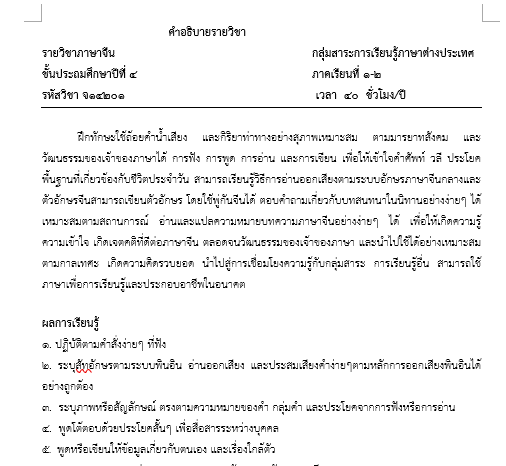 คำอธิบายรายวิชา
รายวิชาภาษาจีน กลุ่มสาระการเรียนรู้ภาษาต่างประเทศ
ชั้นประถมศึกษาปีที่ ๔ ภาคเรียนที่ ๑-๒
รหัสวิชา จ๑๔๒๐๑ เวลา ๔๐ ชั่วโมง/ปี
ฝึกทักษะใช้ถ้อยคำน้ำเสียง และกิริยาท่าทางอย่างสุภาพเหมาะสม ตามมารยาทสังคม และ
วัฒนธรรมของเจ้าของภาษาได้ การฟัง การพูด การอ่าน และการเขียน เพื่อให้เข้าใจคำศัพท์ วลี ประโยค
พื้นฐานที่เกี่ยวข้องกับชีวิตประจำวัน สามารถเรียนรู้วิธีการอ่านออกเสียงตามระบบอักษรภาษาจีนกลางและ
ตัวอักษรจีนสามารถเขียนตัวอักษร โดยใช้พู่กันจีนได้ ตอบคำถามเกี่ยวกับบทสนทนาในนิทานอย่างง่ายๆ ได้
เหมาะสมตามสถานการณ์ อ่านและแปลความหมายบทความภาษาจีนอย่างง่ายๆ ได้ เพื่อให้เกิดความรู้
ความเข้าใจ เกิดเจตคติที่ดีต่อภาษาจีน ตลอดจนวัฒนธรรมของเจ้าของภาษา และนำไปใช้ได้อย่างเหมาะสม
ตามกาลเทศะ เกิดความคิดรวบยอด นำไปสู่การเชื่อมโยงความรู้กับกลุ่มสาระ การเรียนรู้อื่น สามารถใช้
ภาษาเพื่อการเรียนรู้และประกอบอาชีพในอนาคต
ผลการเรียนรู้
๑. ปฏิบัติตามคำสั่งง่ายๆ ที่ฟัง
๒. ระบุสัทอักษรตามระบบพินอิน อ่านออกเสียง และประสมเสียงคำง่ายๆตามหลักการออกเสียงพินอินได้
อย่างถูกต้อง
๓. ระบุภาพหรือสัญลักษณ์ ตรงตามความหมายของคำ กลุ่มคำ และประโยคจากการฟังหรือการอ่าน
๔. พูดโต้ตอบด้วยประโยคสั้นๆ เพื่อสื่อสารระหว่างบุคคล
๕. พูดหรือเขียนให้ข้อมูลเกี่ยวกับตนเอง และเรื่องใกล้ตัว